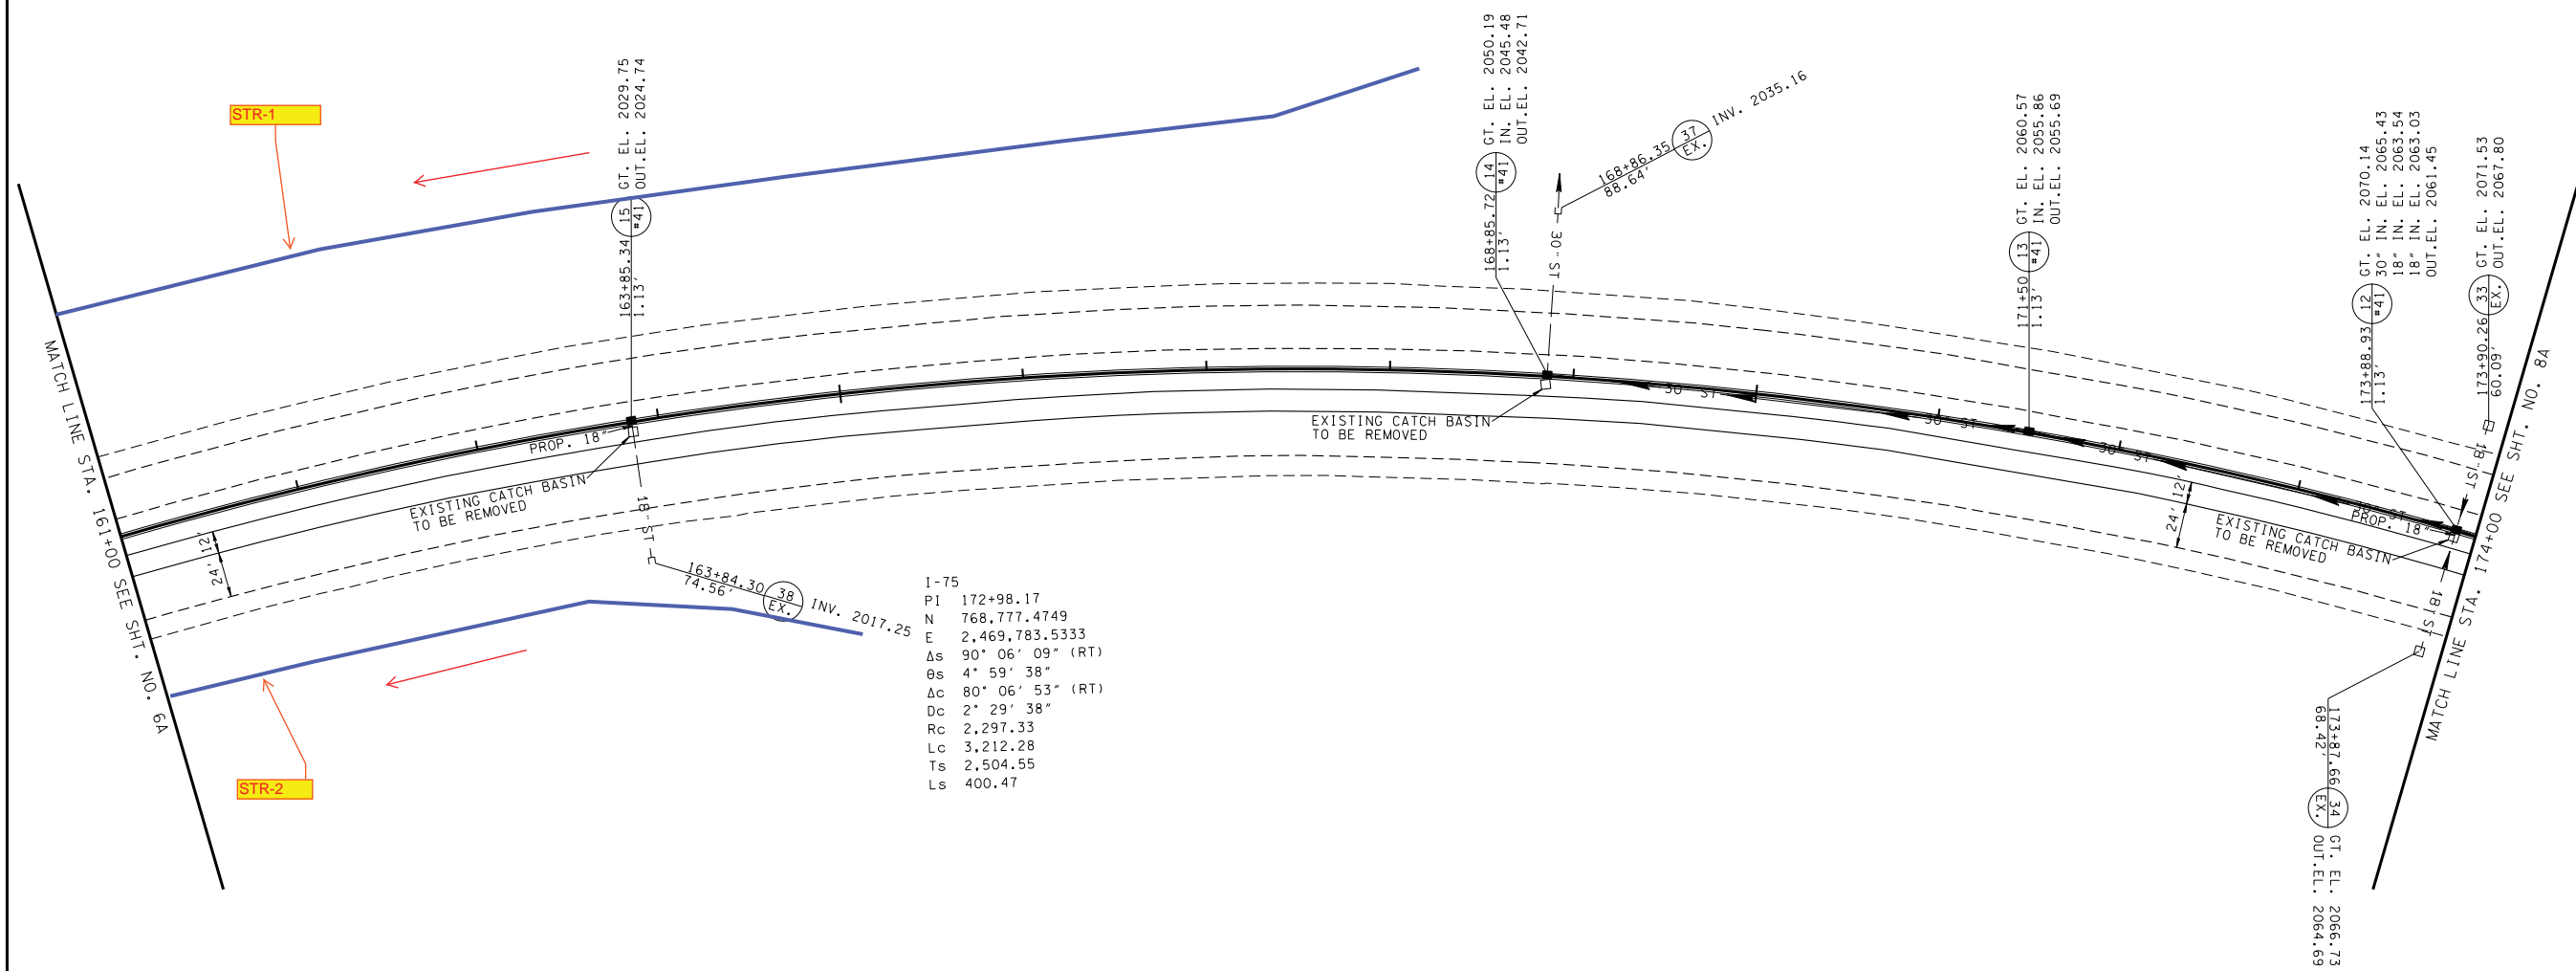 STR-1
163+85.34
1.13'
15
#41
GT. EL. 2029.75
OUT.EL. 2024.74
168+85.72
1.13'
14
#41
GT. EL. 2050.19
IN. EL. 2045.48
OUT.EL. 2042.71
168+86.35
88.64'
37
EX.
INV. 2035.16
171+50
1.13'
13
#41
GT. EL. 2060.57
IN. EL. 2055.86
OUT.EL. 2055.69
173+88.93
1.13'
12
#41
GT. EL. 2070.14
30" IN. EL. 2065.43
18" IN. EL. 2063.54
18" IN. EL. 2063.03
OUT.EL. 2061.45
173+90.26
60.09'
33
EX.
GT. EL. 2071.53
OUT.EL. 2067.80
MATCH LINE STA. 161+00 SEE SHT. NO. 6A
12'
24'
EXISTING CATCH BASIN
TO BE REMOVED
PROP. 18"
18" ST
163+84.30
74.56'
38
EX.
INV. 2017.25
30" ST
EXISTING CATCH BASIN
TO BE REMOVED
30" ST
30" ST
30" ST
30" ST
12'
24'
PROP. 18"
EXISTING CATCH BASIN
TO BE REMOVED
18" ST
18" ST
MATCH LINE STA. 174+00 SEE SHT. NO. 8A
173+87.66
68.42'
34
EX.
GT. EL. 2066.73
OUT.EL. 2064.69
I-75
PI 172+98.17
N 768,777.4749
E 2,469,783.5333
Δs 90° 06' 09" (RT)
θs 4° 59' 38"
Δc 80° 06' 53" (RT)
Dc 2° 29' 38"
Rc 2,297.33
Lc 3,212.28
Ts 2,504.55
Ls 400.47
STR-2